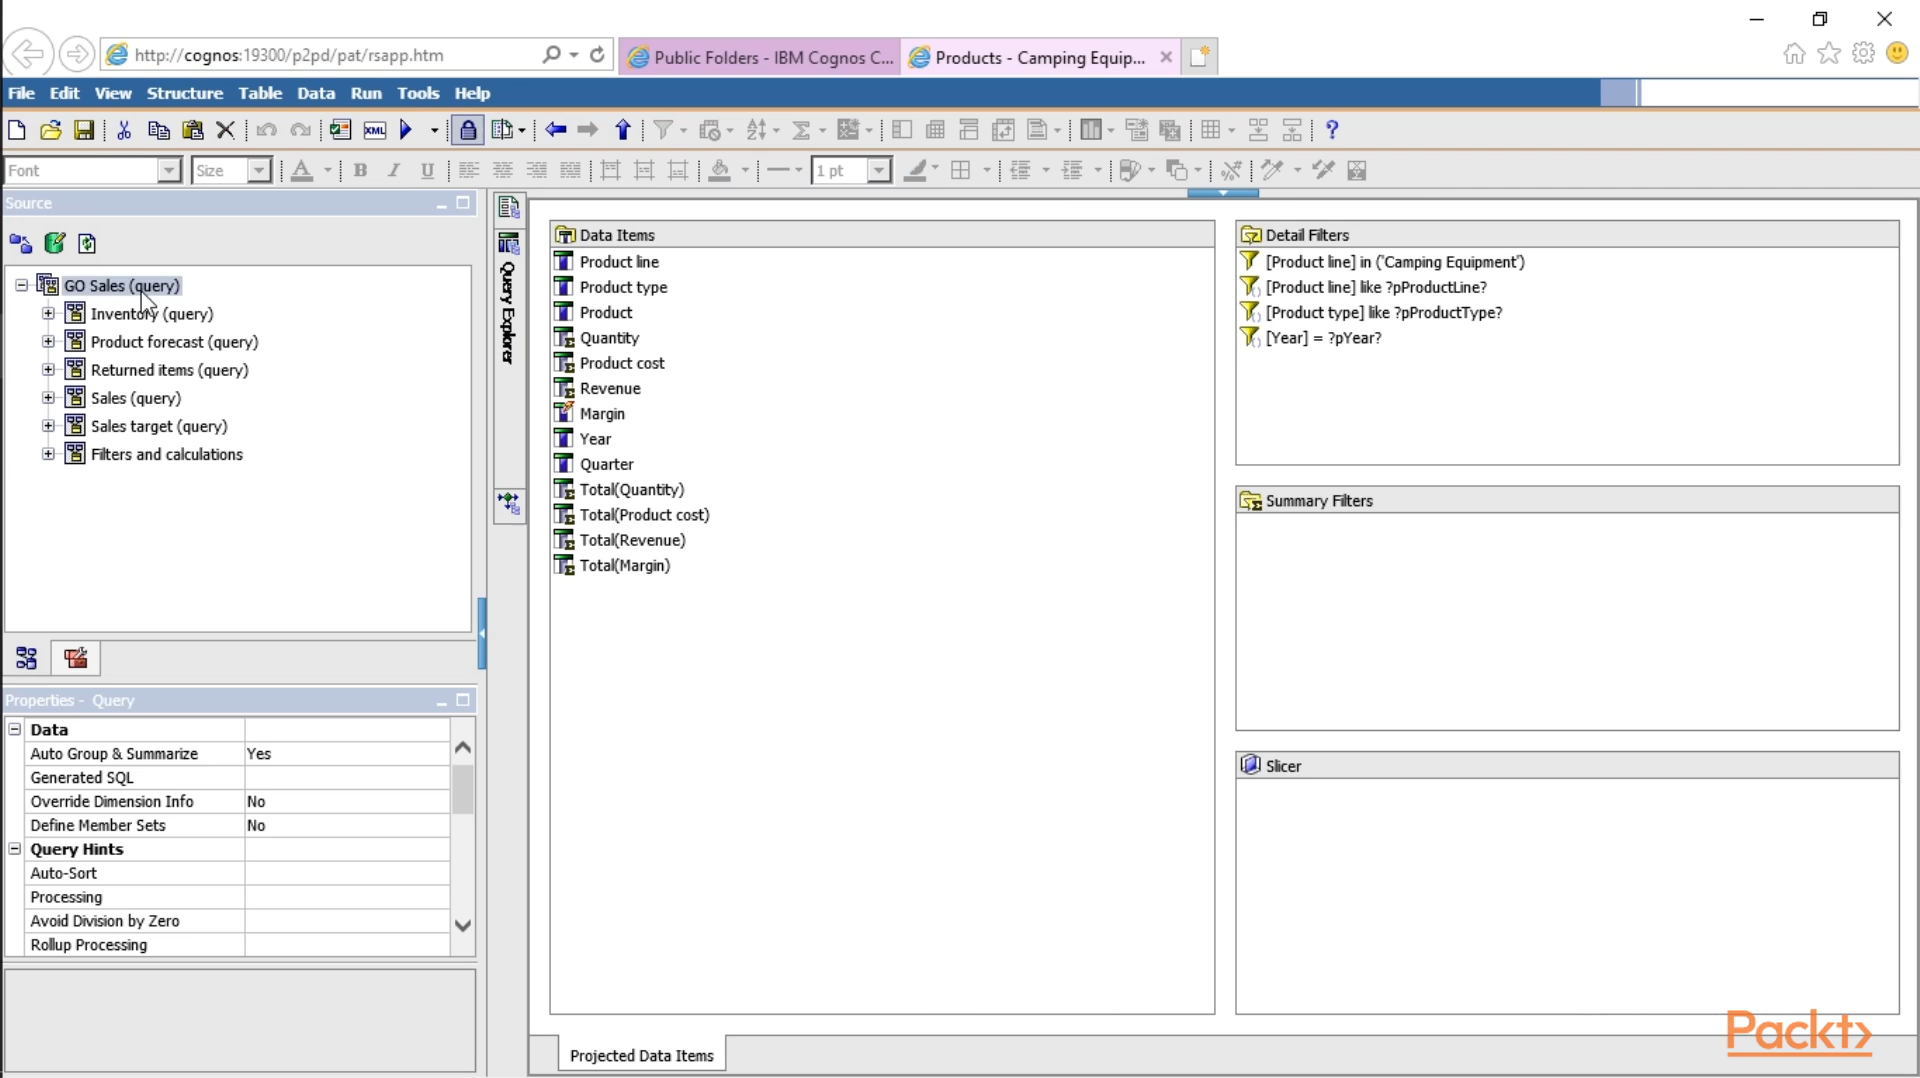 http://cognos:19300/p2pd/pat/rsapp.htm
Public Folders - IBM Cognos C...
Products - Camping Equip...
File Edit View Structure Table Data Run Tools Help
XML
?
Font
Size
A
B I U
1 pt
Source
GO Sales (query)
Inventory (query)
Product forecast (query)
Returned items (query)
Sales (query)
Sales target (query)
Filters and calculations
Query Explorer
Properties - Query
Data
Auto Group & Summarize Yes
Generated SQL
Override Dimension Info No
Define Member Sets No
Query Hints
Auto-Sort
Processing
Avoid Division by Zero
Rollup Processing
Data Items
Product line
Product type
Product
Quantity
Product cost
Revenue
Margin
Year
Quarter
Total(Quantity)
Total(Product cost)
Total(Revenue)
Total(Margin)
Projected Data Items
Detail Filters
[Product line] in ('Camping Equipment')
[Product line] like ?pProductLine?
[Product type] like ?pProductType?
[Year] = ?pYear?
Summary Filters
Slicer
Packt>